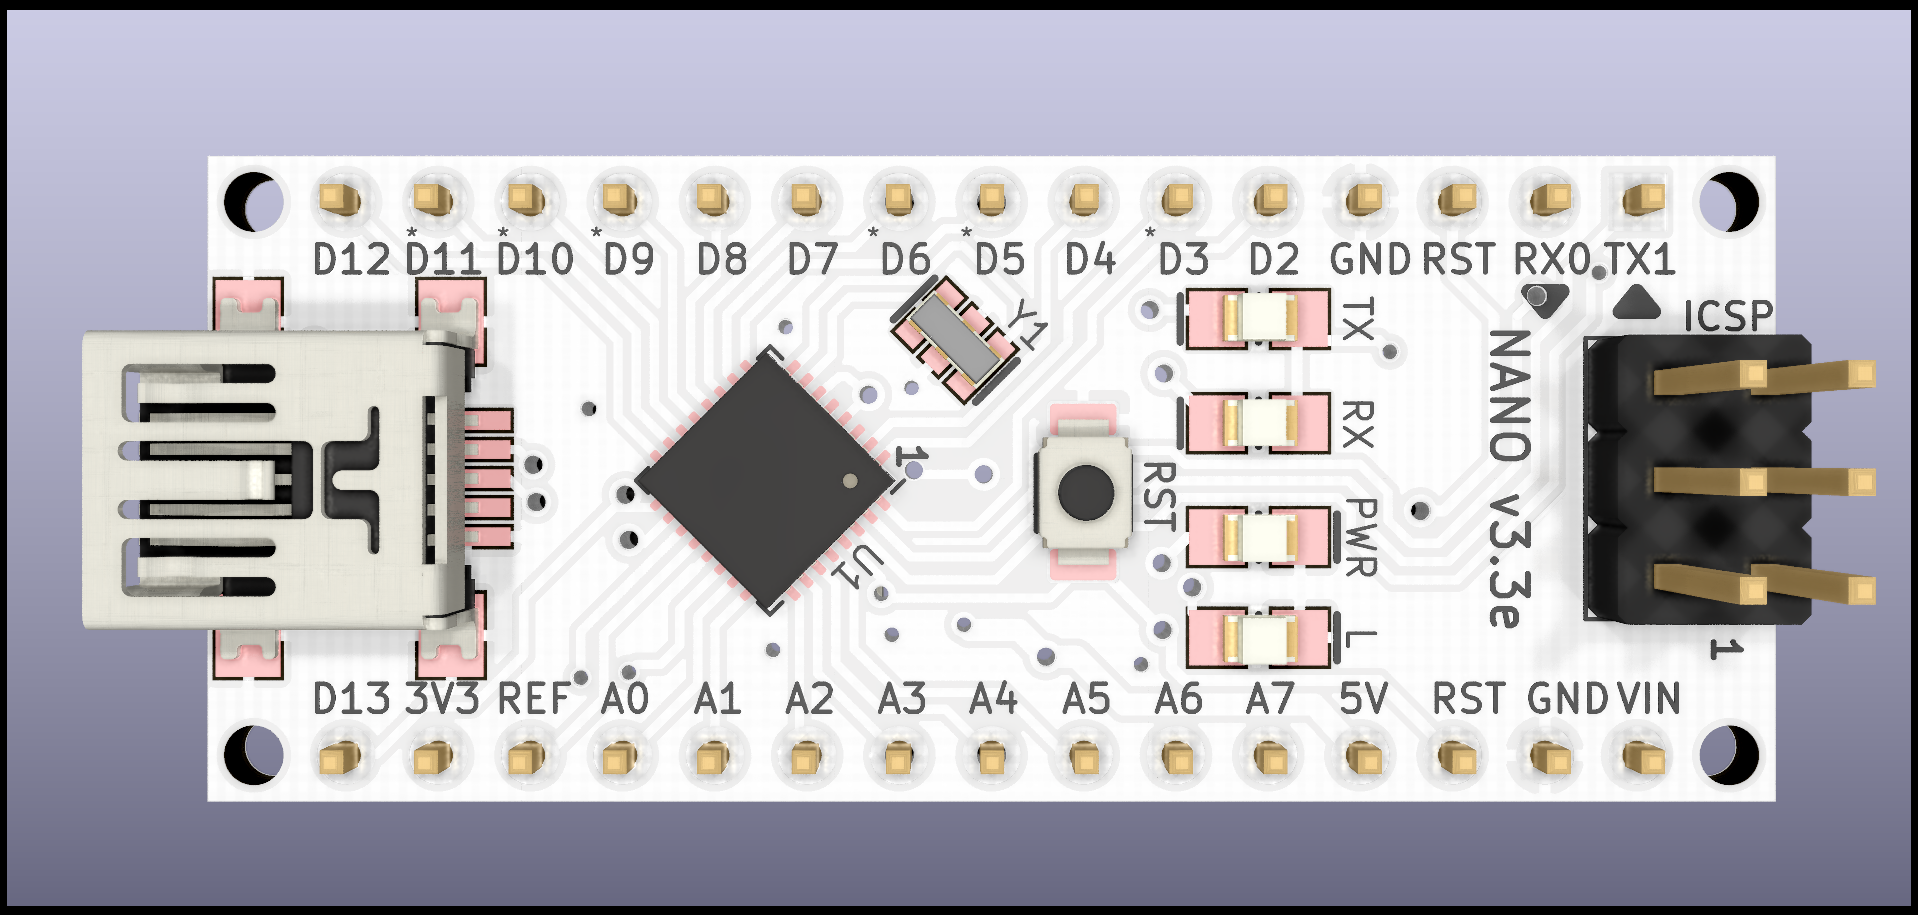 * * * * * *
D12 D11 D10 D9 D8 D7 D6 D5 D4 D3 D2 GND RST RX0 TX1
ICSP
Y1
TX
NANO v3.3e
RX
1
RST
PWR
U1
L
1
D13 3V3 REF A0 A1 A2 A3 A4 A5 A6 A7 5V RST GND VIN